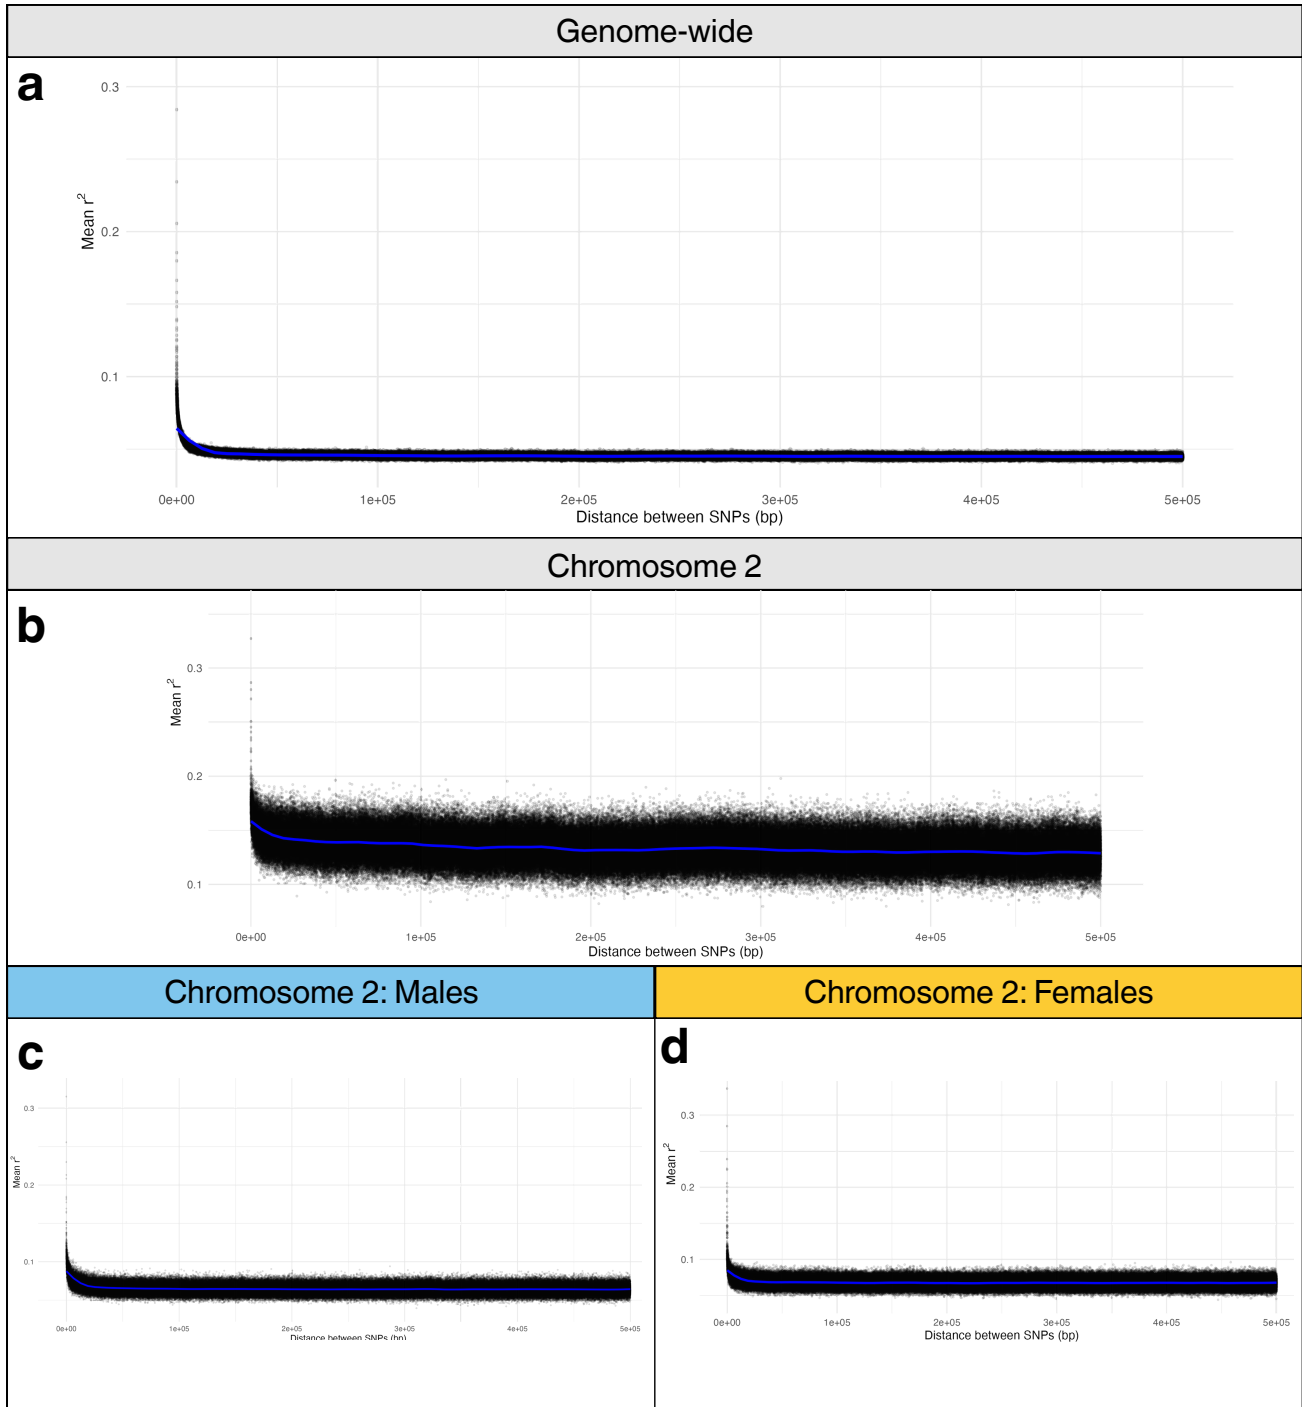 Genome-wide
a
0.3
0.2
0.1
Mean r²
0e+00 1e+05 2e+05 3e+05 4e+05 5e+05
Distance between SNPs (bp)
Chromosome 2
b
0.3
0.2
0.1
Mean r²
0e+00 1e+05 2e+05 3e+05 4e+05 5e+05
Distance between SNPs (bp)
Chromosome 2: Males
c
0.3
0.2
0.1
Mean r²
0e+00 1e+05 2e+05 3e+05 4e+05 5e+05
Distance between SNPs (bp)
Chromosome 2: Females
d
0.3
0.2
0.1
Mean r²
0e+00 1e+05 2e+05 3e+05 4e+05 5e+05
Distance between SNPs (bp)